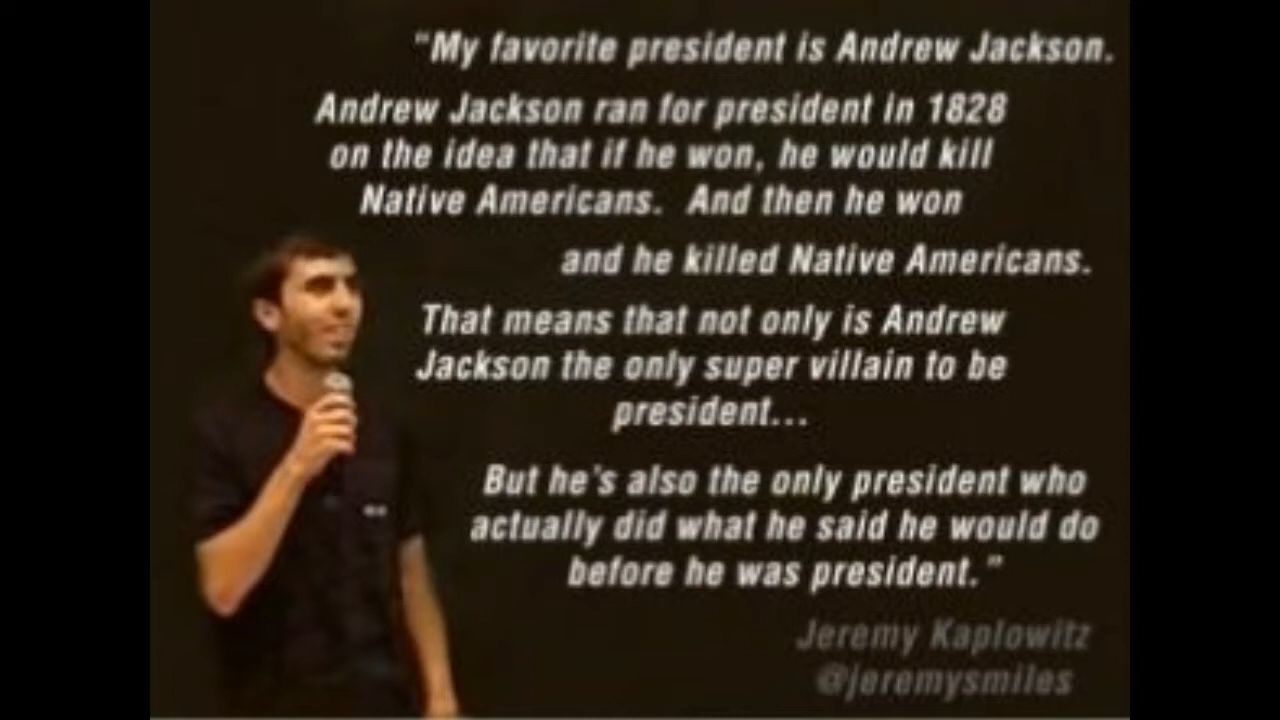 “My favorite president is Andrew Jackson.
Andrew Jackson ran for president in 1828
on the idea that if he won, he would kill
Native Americans. And then he won
and he killed Native Americans.
That means that not only is Andrew
Jackson the only super villain to be
president...
But he's also the only president who
actually did what he said he would do
before he was president.”
Jeremy Kaplowitz
@jeremysmiles